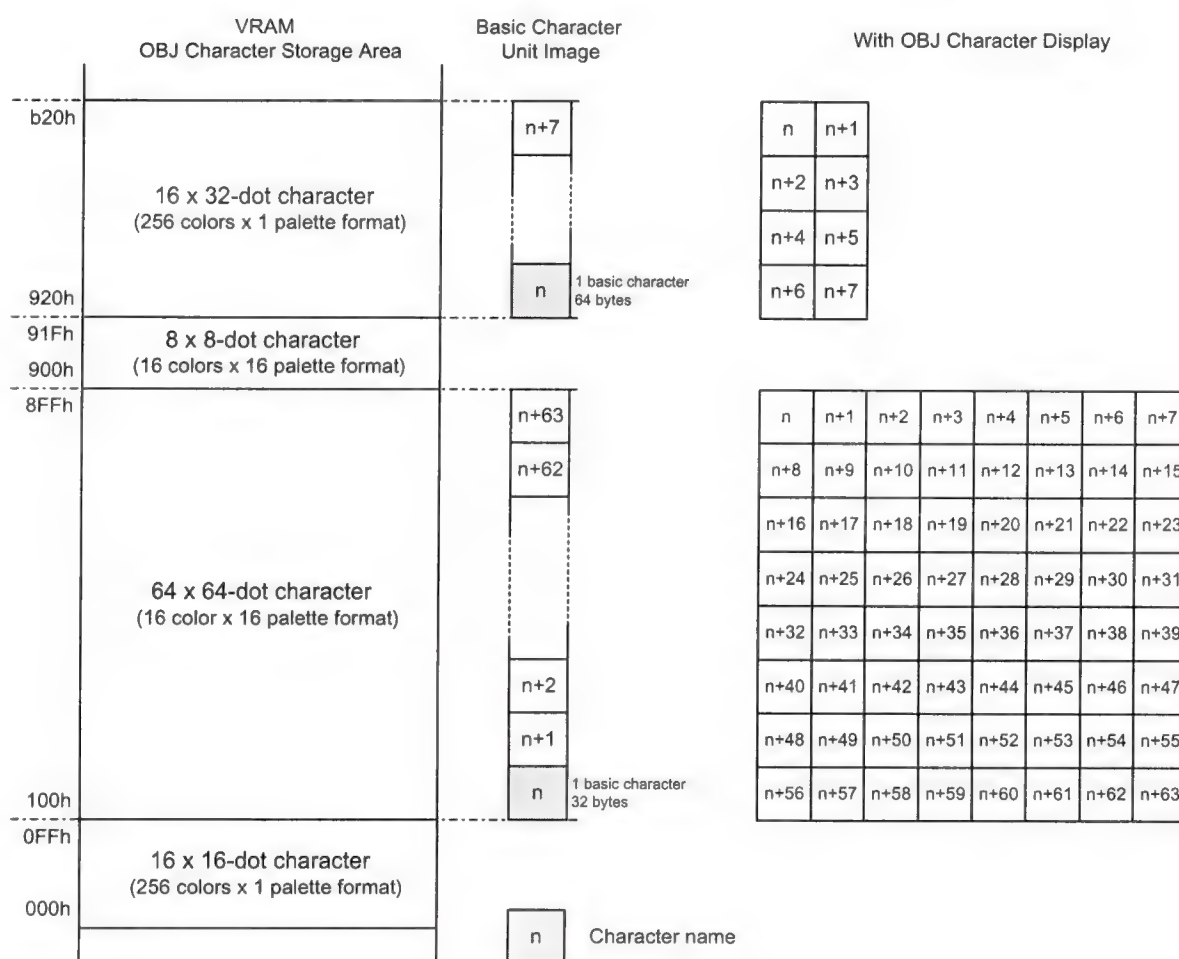 VRAM
OBJ Character Storage Area
Basic Character
Unit Image
With OBJ Character Display
b20h
n+7
n n+1
n+2 n+3
16 x 32-dot character
(256 colors x 1 palette format)
n+4 n+5
n
1 basic character
64 bytes
n+6 n+7
920h
91Fh
8 x 8-dot character
(16 colors x 16 palette format)
900h
8FFh
n+63
n+62
n n+1 n+2 n+3 n+4 n+5 n+6 n+7
n+8 n+9 n+10 n+11 n+12 n+13 n+14 n+15
n+16 n+17 n+18 n+19 n+20 n+21 n+22 n+23
n+24 n+25 n+26 n+27 n+28 n+29 n+30 n+31
64 x 64-dot character
(16 color x 16 palette format)
n+32 n+33 n+34 n+35 n+36 n+37 n+38 n+39
n+2
n+40 n+41 n+42 n+43 n+44 n+45 n+46 n+47
n+1
n+48 n+49 n+50 n+51 n+52 n+53 n+54 n+55
n
1 basic character
32 bytes
n+56 n+57 n+58 n+59 n+60 n+61 n+62 n+63
100h
0FFh
16 x 16-dot character
(256 colors x 1 palette format)
000h
n
Character name